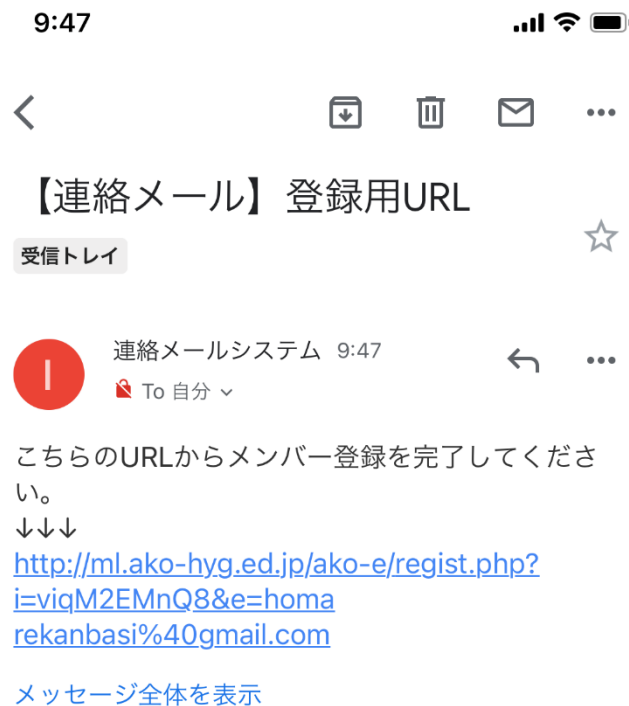 9:47
【連絡メール】登録用URL
受信トレイ
I
連絡メールシステム 9:47
To 自分
こちらのURLからメンバー登録を完了してくださ
い。
↓↓↓
http://ml.ako-hyg.ed.jp/ako-e/regist.php?
i=viqM2EMnQ8&e=homa
rekanbasi%40gmail.com
メッセージ全体を表示